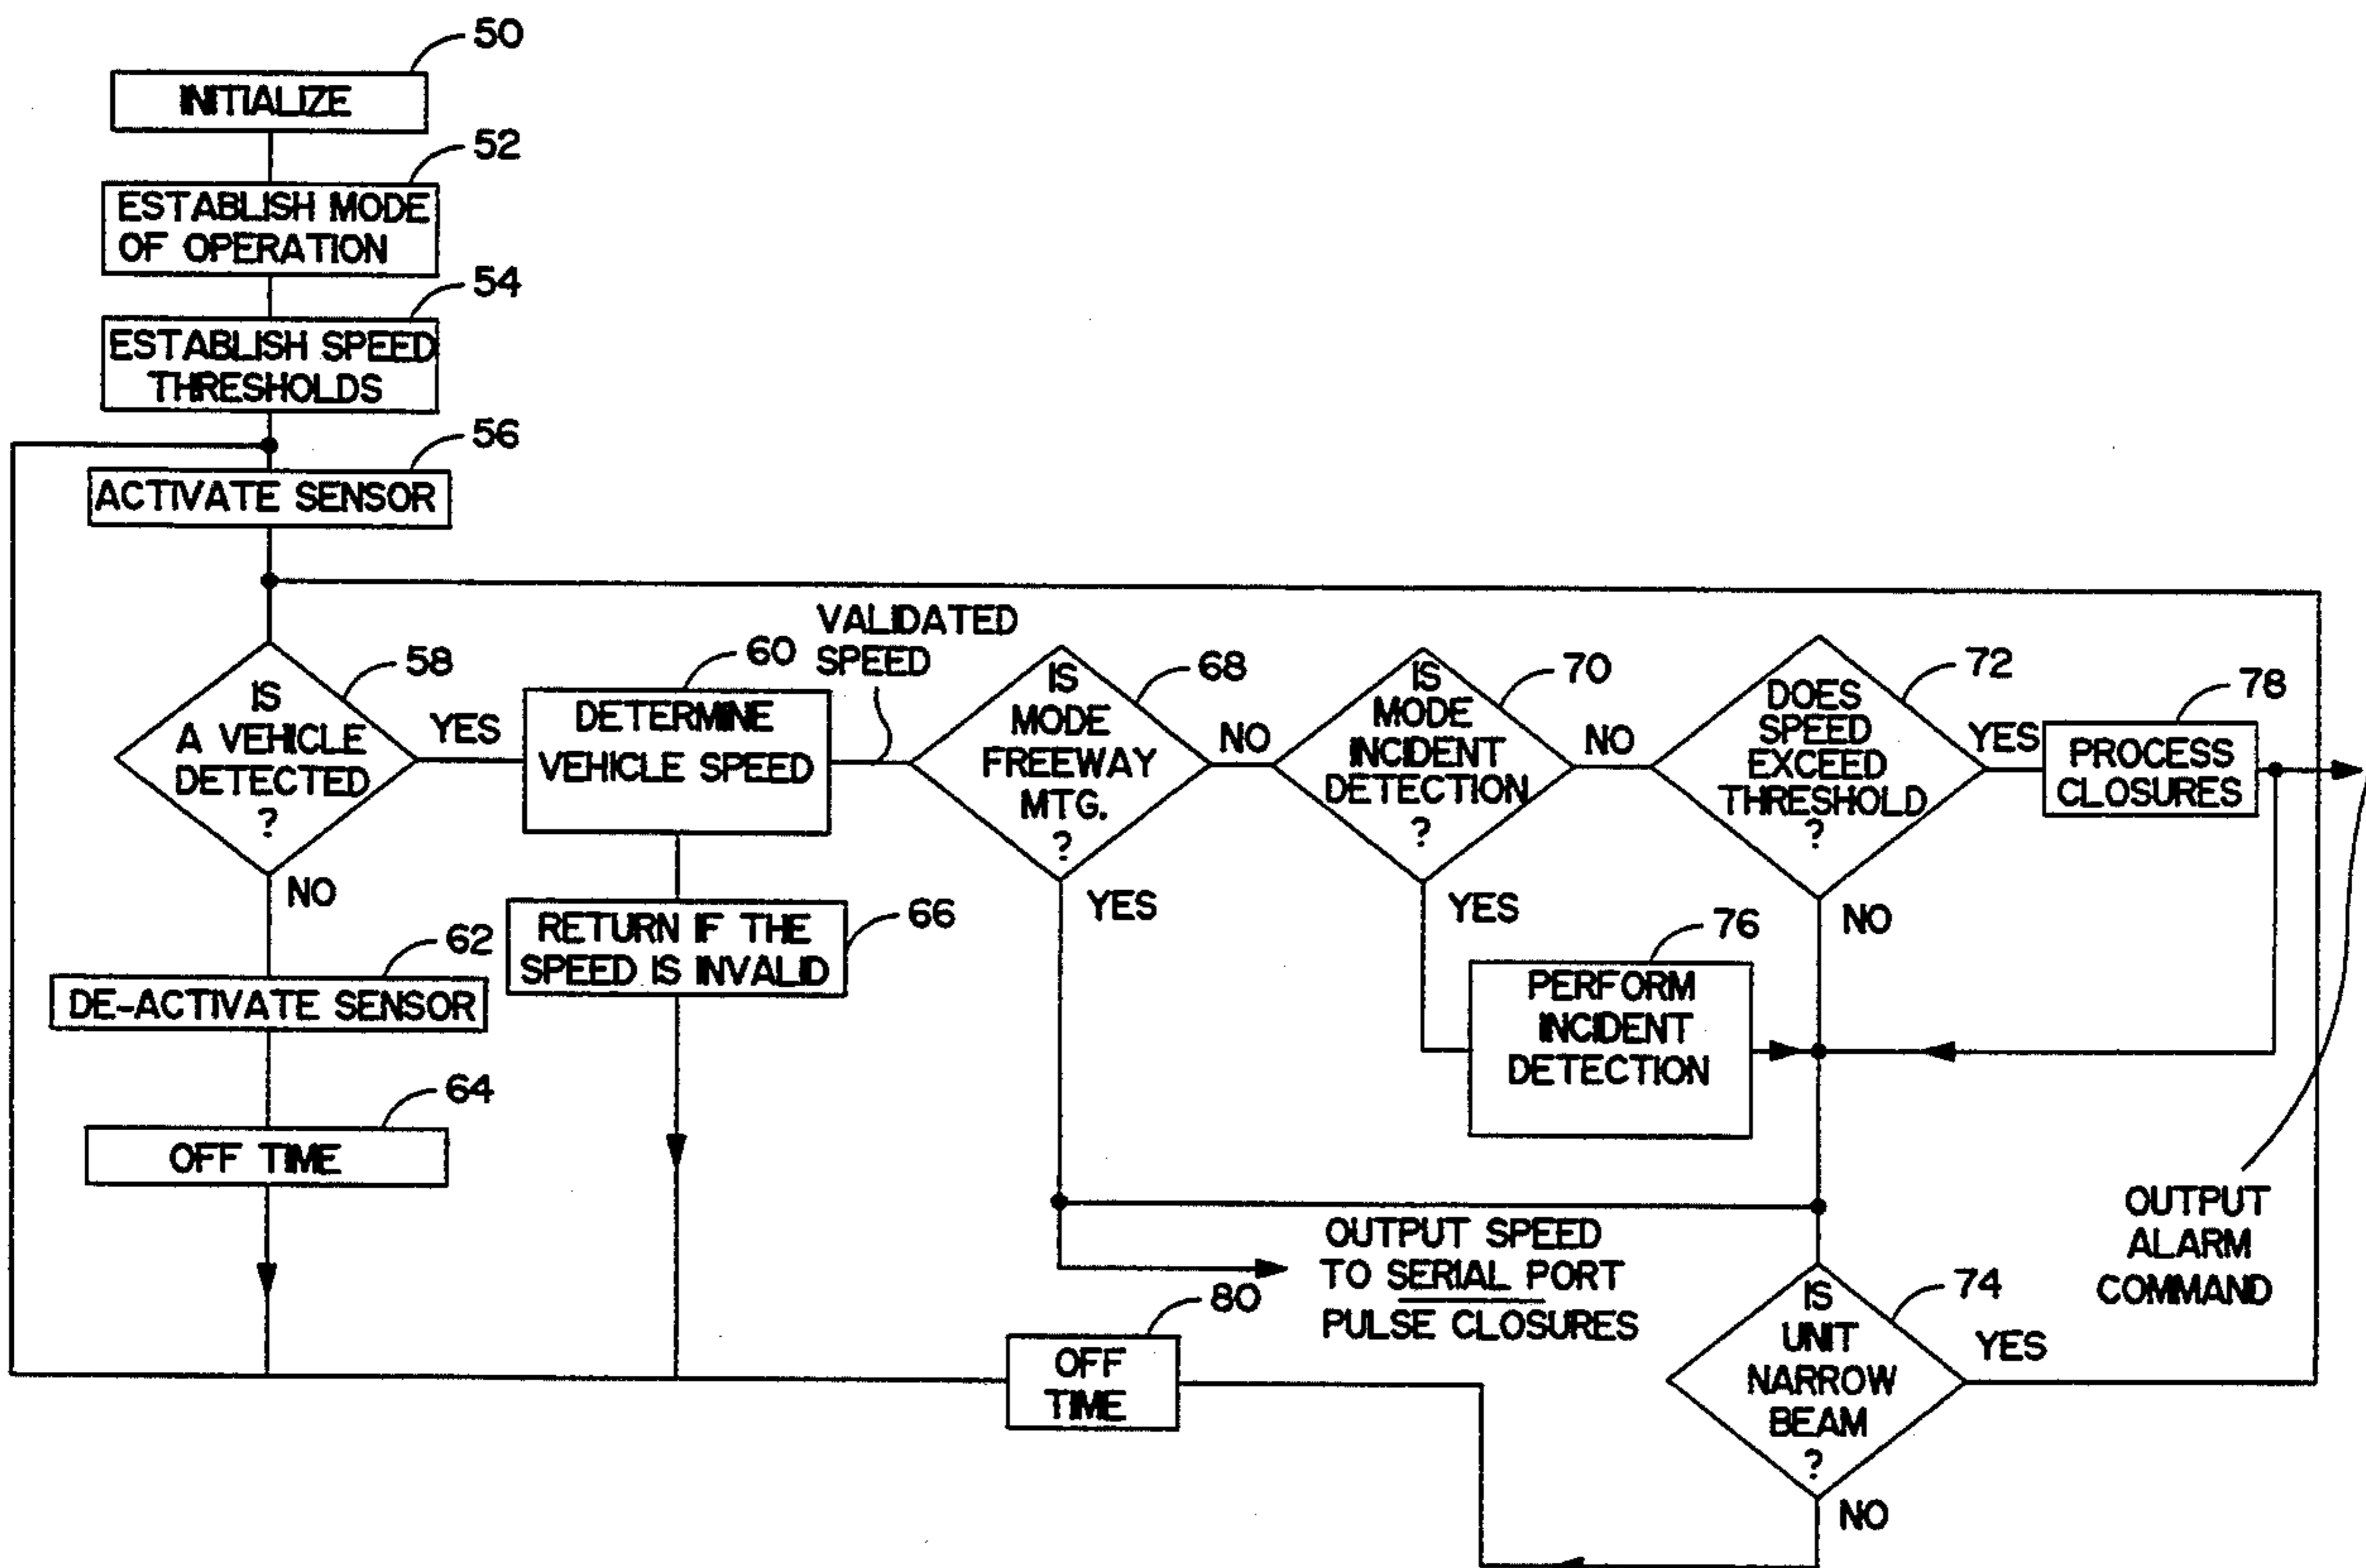 50
INITIALIZE
52
ESTABLISH MODE
OF OPERATION
54
ESTABLISH SPEED
THRESHOLDS
56
ACTIVATE SENSOR
58
IS
A VEHICLE
DETECTED
?
YES
NO
60
DETERMINE
VEHICLE SPEED
VALIDATED
SPEED
62
DE-ACTIVATE SENSOR
64
OFF TIME
66
RETURN IF THE
SPEED IS INVALID
68
IS
MODE
FREEWAY
MTG.
?
NO
YES
70
IS
MODE
INCIDENT
DETECTION
?
NO
YES
72
DOES
SPEED
EXCEED
THRESHOLD
?
YES
NO
78
PROCESS
CLOSURES
76
PERFORM
INCIDENT
DETECTION
OUTPUT SPEED
TO SERIAL PORT
PULSE CLOSURES
OUTPUT
ALARM
COMMAND
80
OFF
TIME
74
IS
UNIT
NARROW
BEAM
?
YES
NO